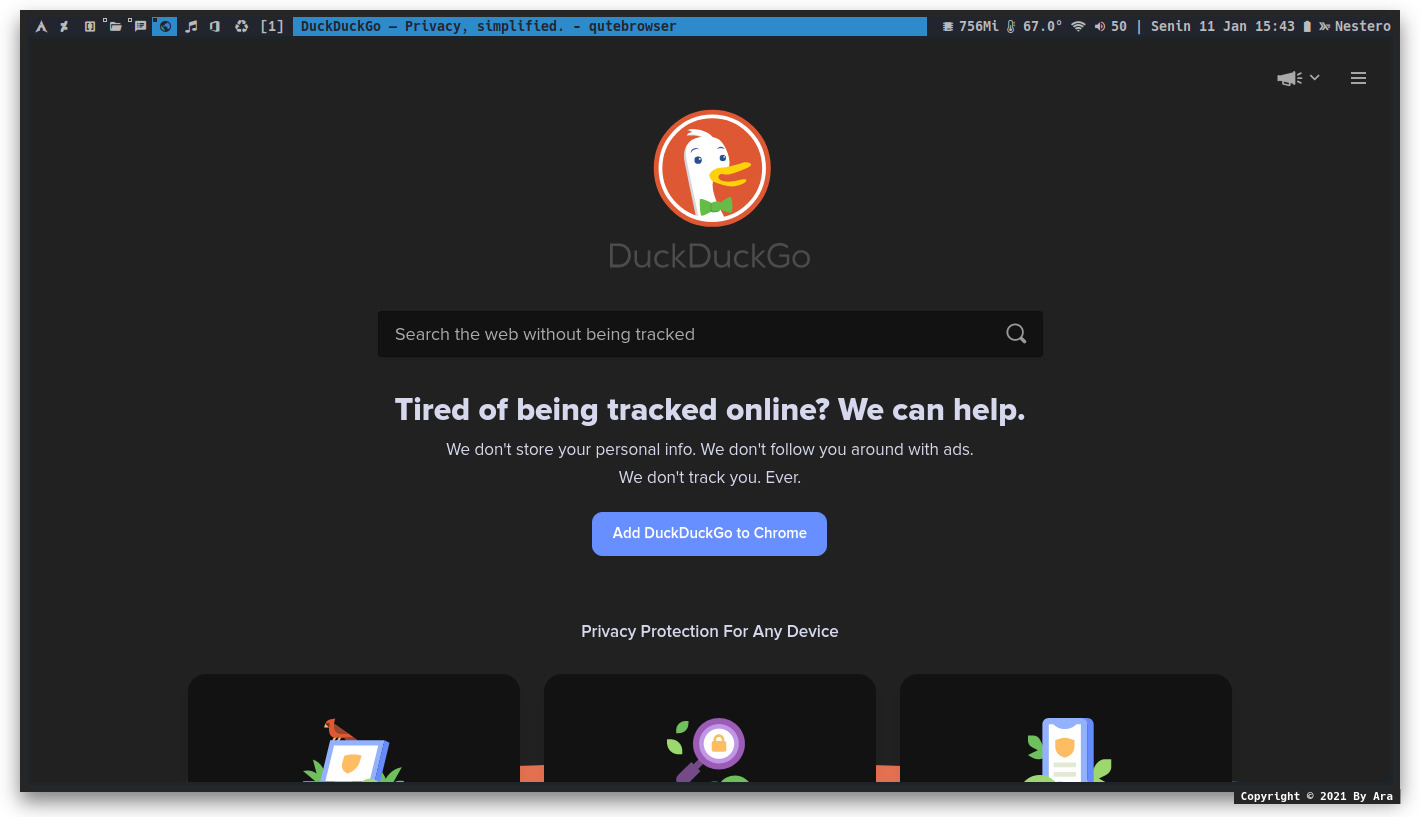 [1] DuckDuckGo — Privacy, simplified. - qutebrowser 756Mi 67.0° 50 | Senin 11 Jan 15:43 Nestero
DuckDuckGo
Search the web without being tracked
Tired of being tracked online? We can help.
We don't store your personal info. We don't follow you around with ads.
We don't track you. Ever.
Add DuckDuckGo to Chrome
Privacy Protection For Any Device
Copyright © 2021 By Ara